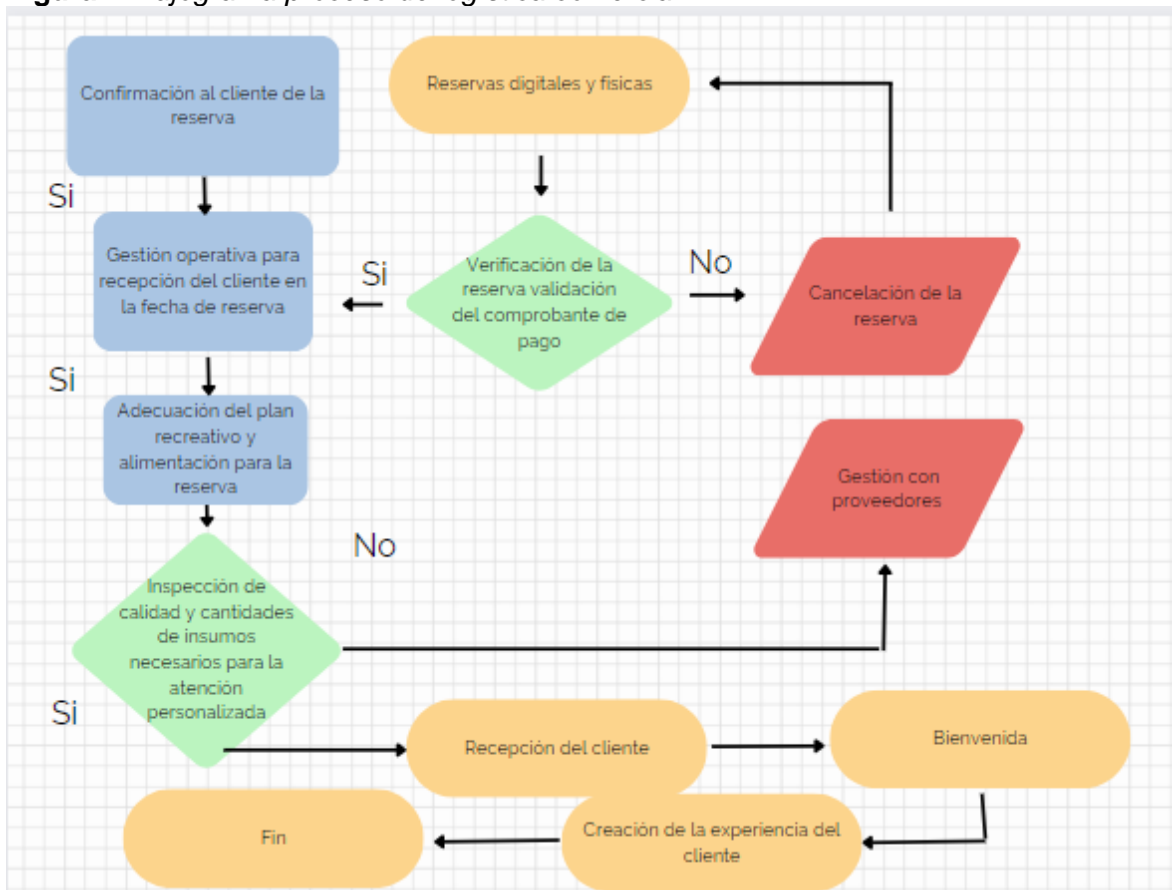 Confirmación al cliente de la
reserva
Reservas digitales y físicas
Si
Gestión operativa para
recepción del cliente en
la fecha de reserva
Si
Verificación de la
reserva validación
del comprobante de
pago
No
Cancelación de la
reserva
Si
Adecuación del plan
recreativo y
alimentación para la
reserva
Gestión con
proveedores
No
Inspección de
calidad y cantidades
de insumos
necesarios para la
atención
personalizada
Si
Recepción del cliente
Bienvenida
Creación de la experiencia del
cliente
Fin